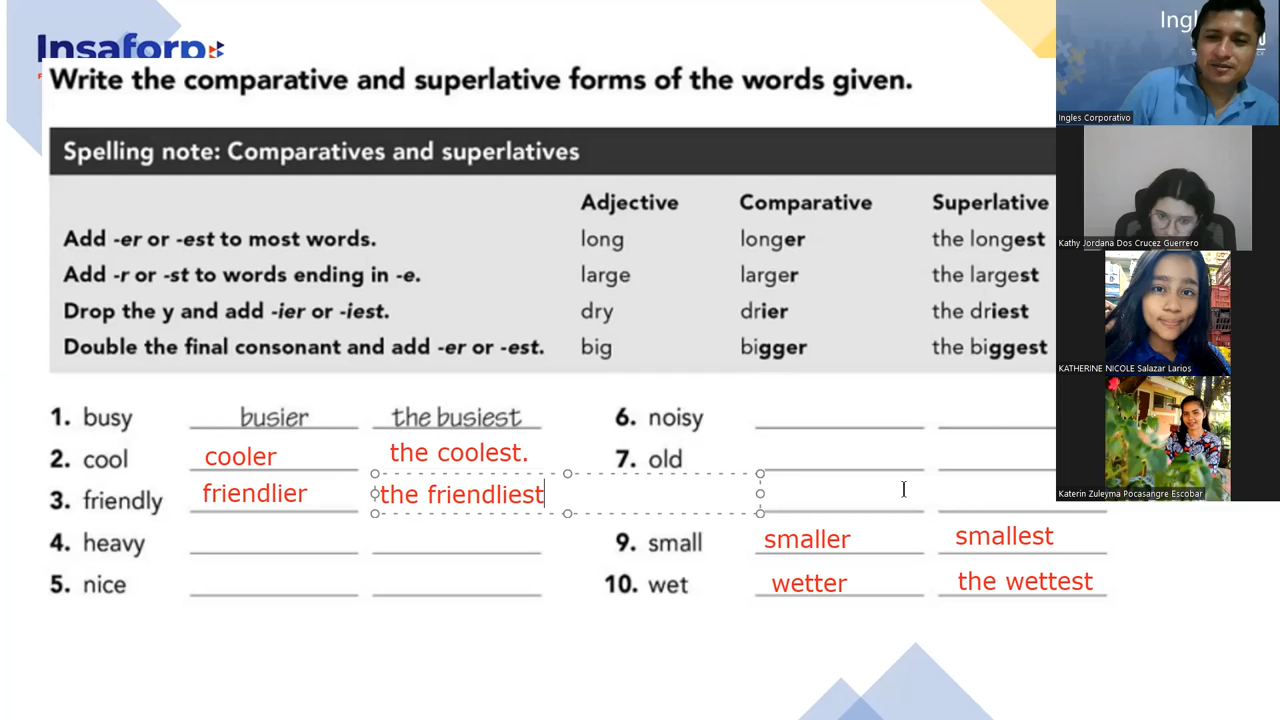 Insaforp
Ingl
Write the comparative and superlative forms of the words given.
Spelling note: Comparatives and superlatives
Adjective Comparative Superlative
Add -er or -est to most words. long longer the longest
Add -r or -st to words ending in -e. large larger the largest
Drop the y and add -ier or -iest. dry drier the driest
Double the final consonant and add -er or -est. big bigger the biggest
1. busy busier the busiest
2. cool cooler the coolest.
3. friendly friendlier the friendliest
4. heavy
5. nice
6. noisy
7. old
9. small smaller smallest
10. wet wetter the wettest
Ingles Corporativo
Kathy Jordana Dos Crucez Guerrero
KATHERINE NICOLE Salazar Larios
Katerin Zuleyma Pocasangre Escobar